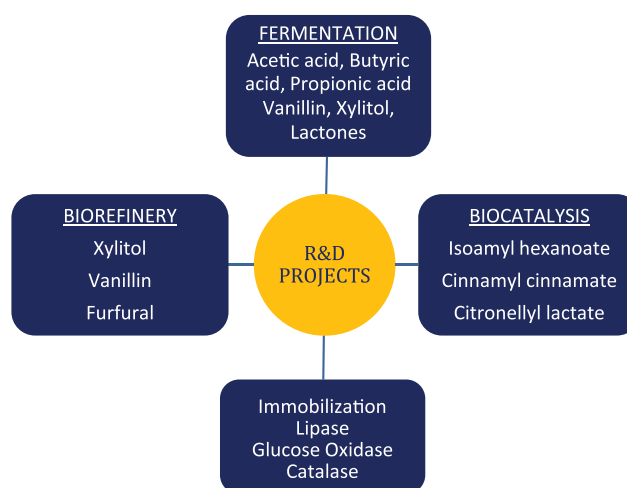 FERMENTATION
Acetic acid, Butyric
acid, Propionic acid
Vanillin, Xylitol,
Lactones
BIOREFINERY
Xylitol
Vanillin
Furfural
R&D
PROJECTS
BIOCATALYSIS
Isoamyl hexanoate
Cinnamyl cinnamate
Citronellyl lactate
Immobilization
Lipase
Glucose Oxidase
Catalase